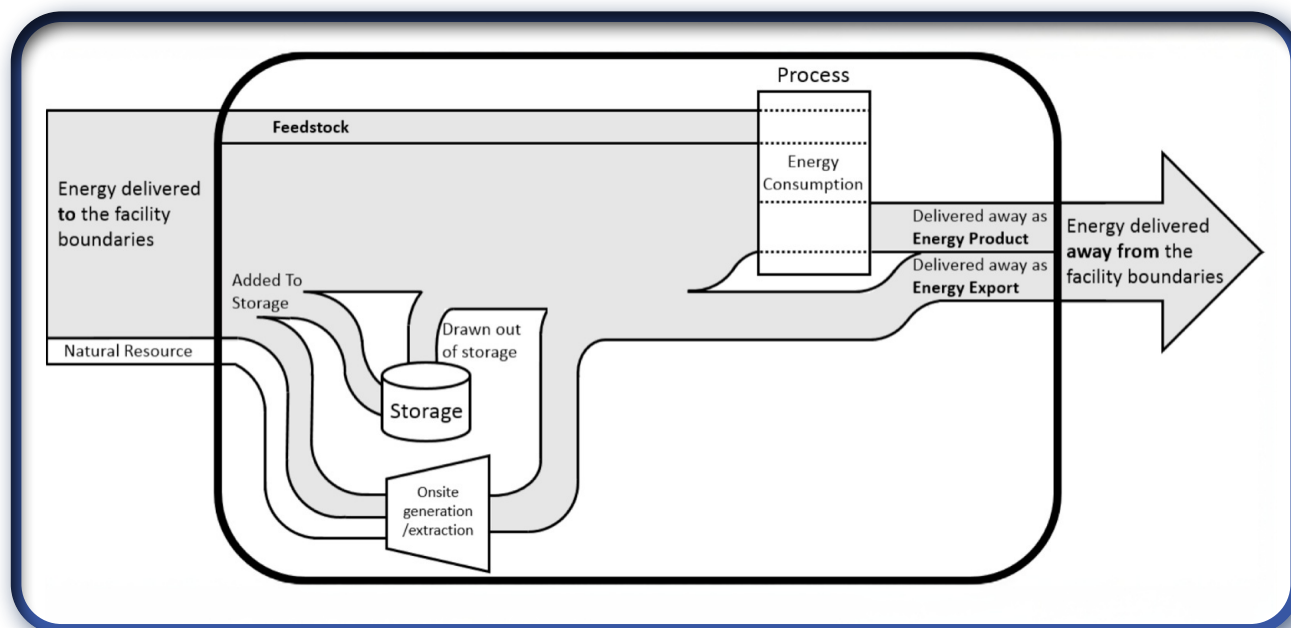 Process
Feedstock
Energy
Consumption
Energy delivered
to the facility
boundaries
Delivered away as
Energy Product
Delivered away as
Energy Export
Energy delivered
away from the
facility boundaries
Added To
Storage
Drawn out
of storage
Natural Resource
Storage
Onsite
generation
/extraction